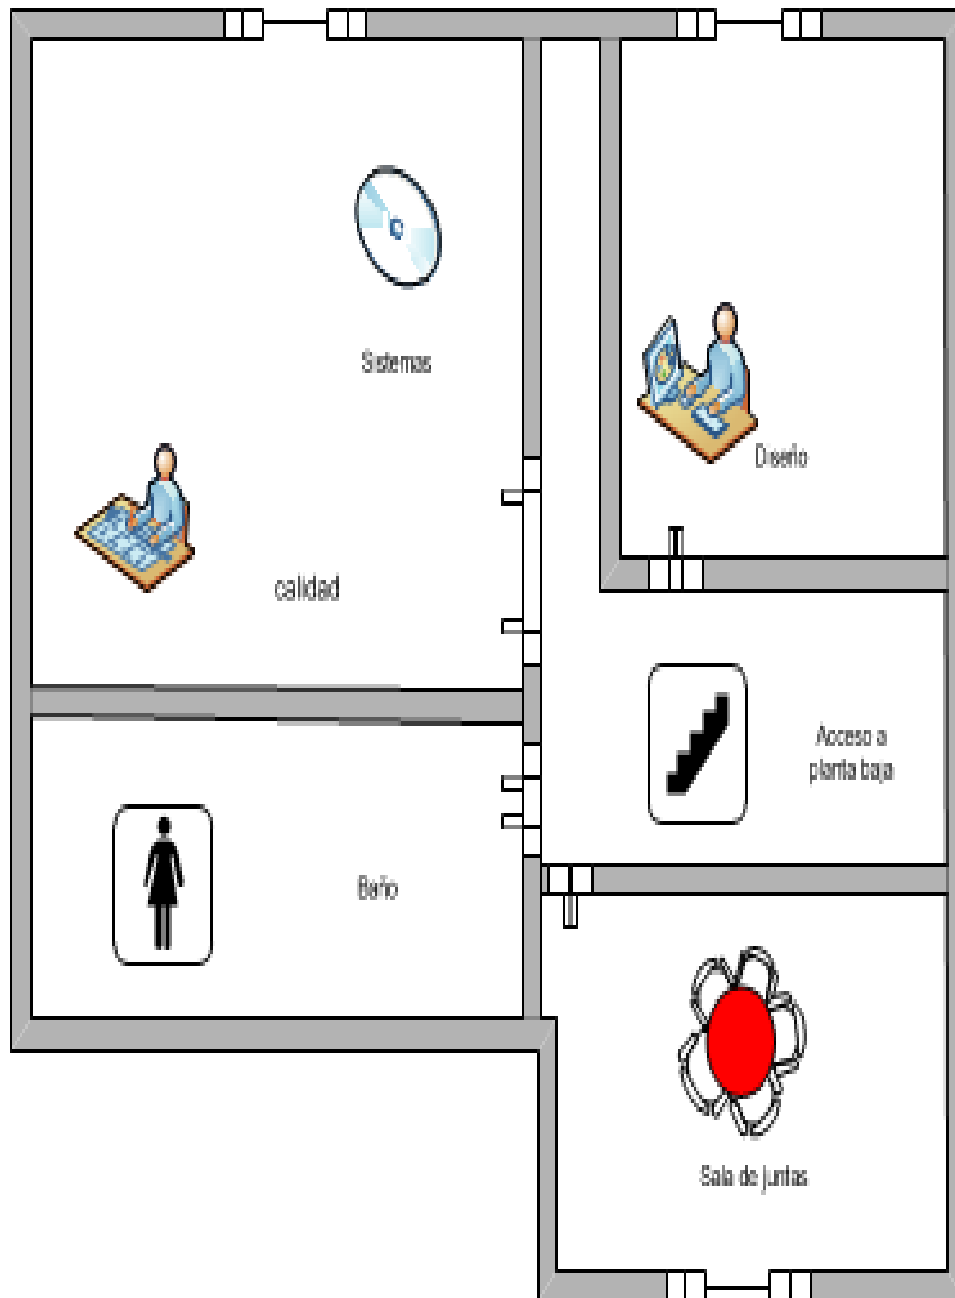 Sistemas
Diseño
calidad
Acceso a
planta baja
Baño
Sala de juntas